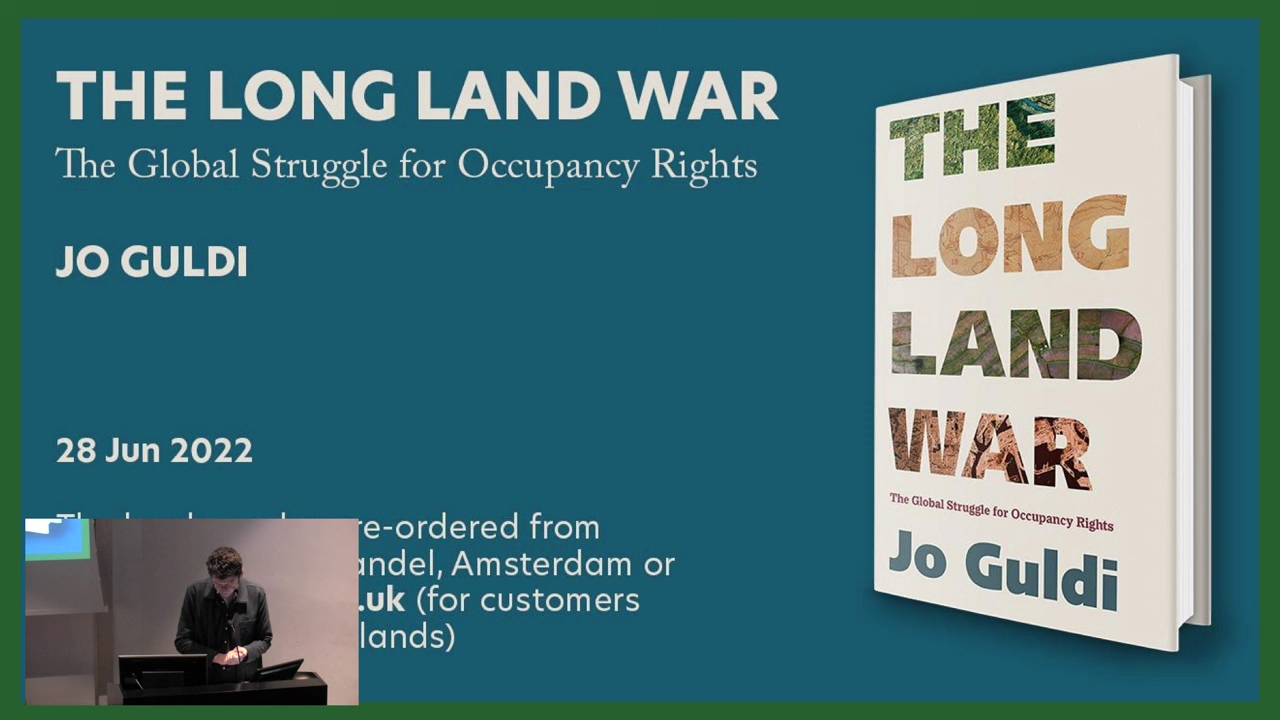 THE LONG LAND WAR
The Global Struggle for Occupancy Rights
JO GULDI
28 Jun 2022
re-ordered from
andel, Amsterdam or
.uk (for customers
lands)
THE
LONG
LAND
WAR
The Global Struggle for Occupancy Rights
Jo Guldi